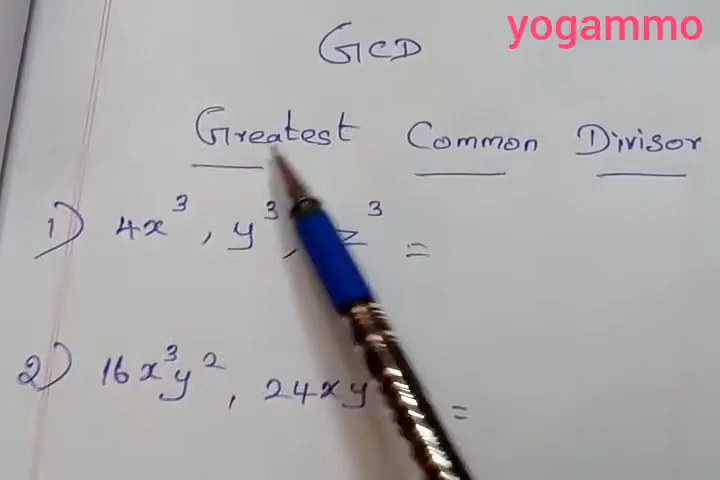 yogammo
GCD
Greatest Common Divisor
1) 4x³, y³, z³ =
2) 16x³y², 24xy =